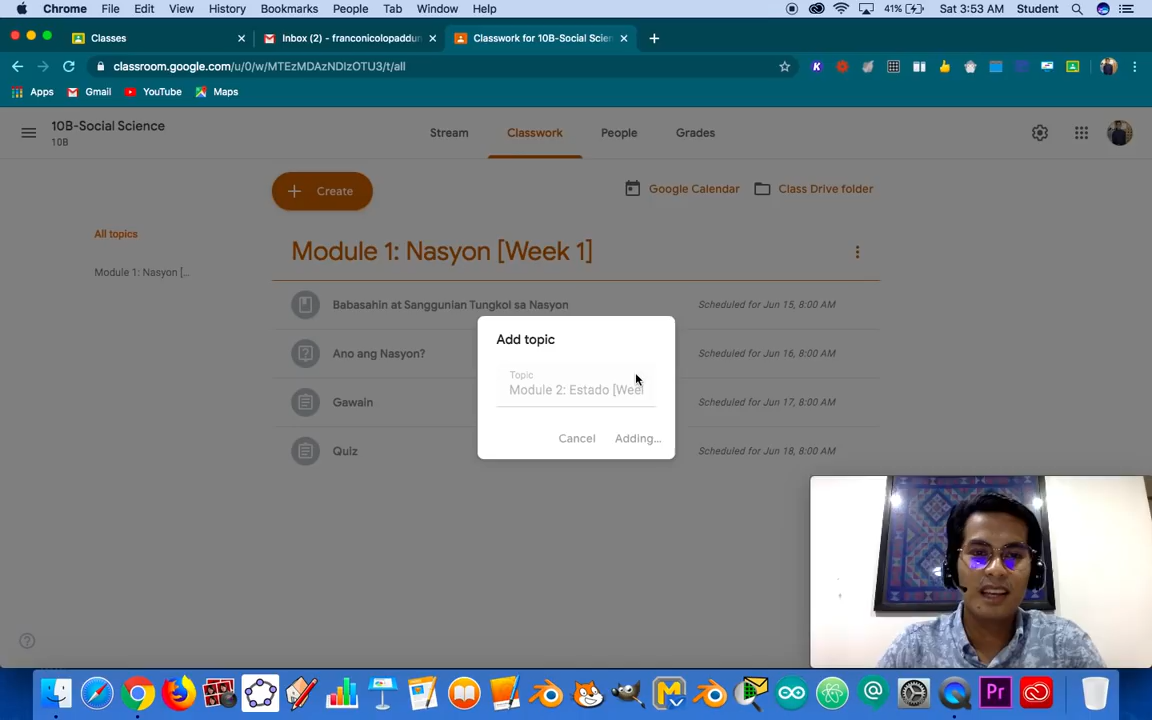 Chrome File Edit View History Bookmarks People Tab Window Help 41% Sat 3:53 AM Student
Classes Inbox (2) - franconicolopaddun Classwork for 10B-Social Scien
classroom.google.com/u/0/w/MTEzMDAzNDIzOTU3/t/all
Apps Gmail YouTube Maps
10B-Social Science
10B
Stream Classwork People Grades
Create
Google Calendar Class Drive folder
All topics
Module 1: Nasyon [...
Module 1: Nasyon [Week 1]
Babasahin at Sanggunian Tungkol sa Nasyon Scheduled for Jun 15, 8:00 AM
Ano ang Nasyon? Scheduled for Jun 16, 8:00 AM
Gawain Scheduled for Jun 17, 8:00 AM
Quiz Scheduled for Jun 18, 8:00 AM
Add topic
Topic
Module 2: Estado [Weel
Cancel Adding...
Pr